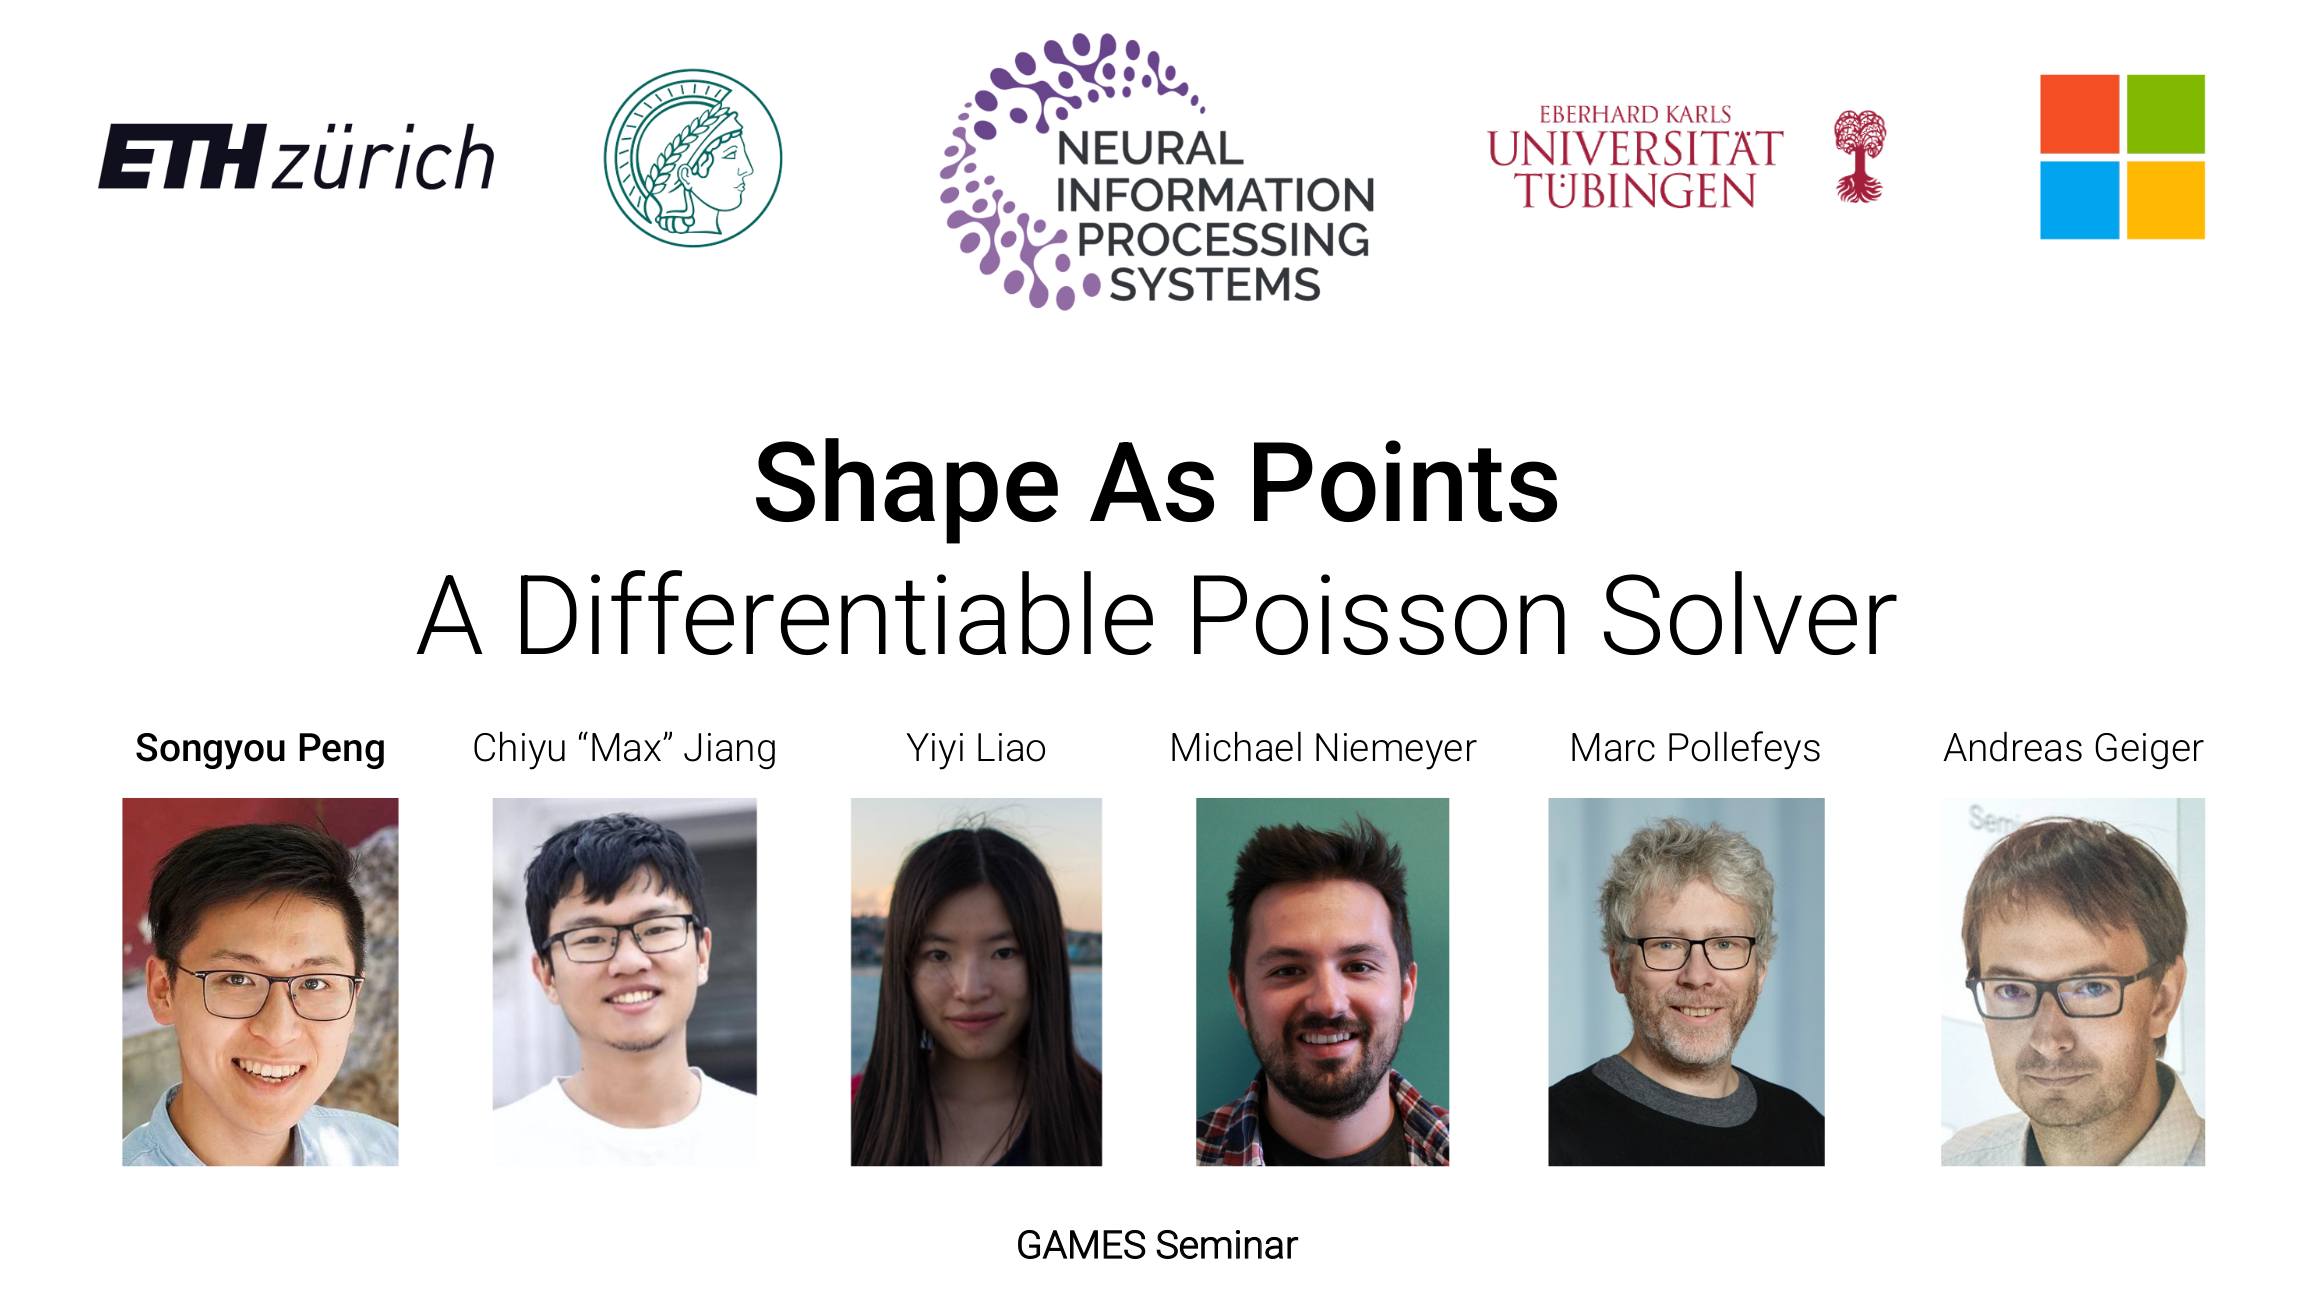 ETH zürich
NEURAL
INFORMATION
PROCESSING
SYSTEMS
EBERHARD KARLS
UNIVERSITÄT
TÜBINGEN
Shape As Points
A Differentiable Poisson Solver
Songyou Peng
Chiyu “Max” Jiang
Yiyi Liao
Michael Niemeyer
Marc Pollefeys
Andreas Geiger
GAMES Seminar